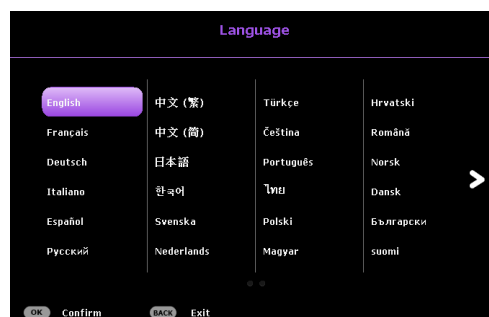 Language
English
Français
Deutsch
Italiano
Español
Русский
中文 (繁)
中文 (简)
日本語
한국어
Svenska
Nederlands
Türkçe
Čeština
Português
ไทย
Polski
Magyar
Hrvatski
Română
Norsk
Dansk
Български
suomi
OK Confirm BACK Exit